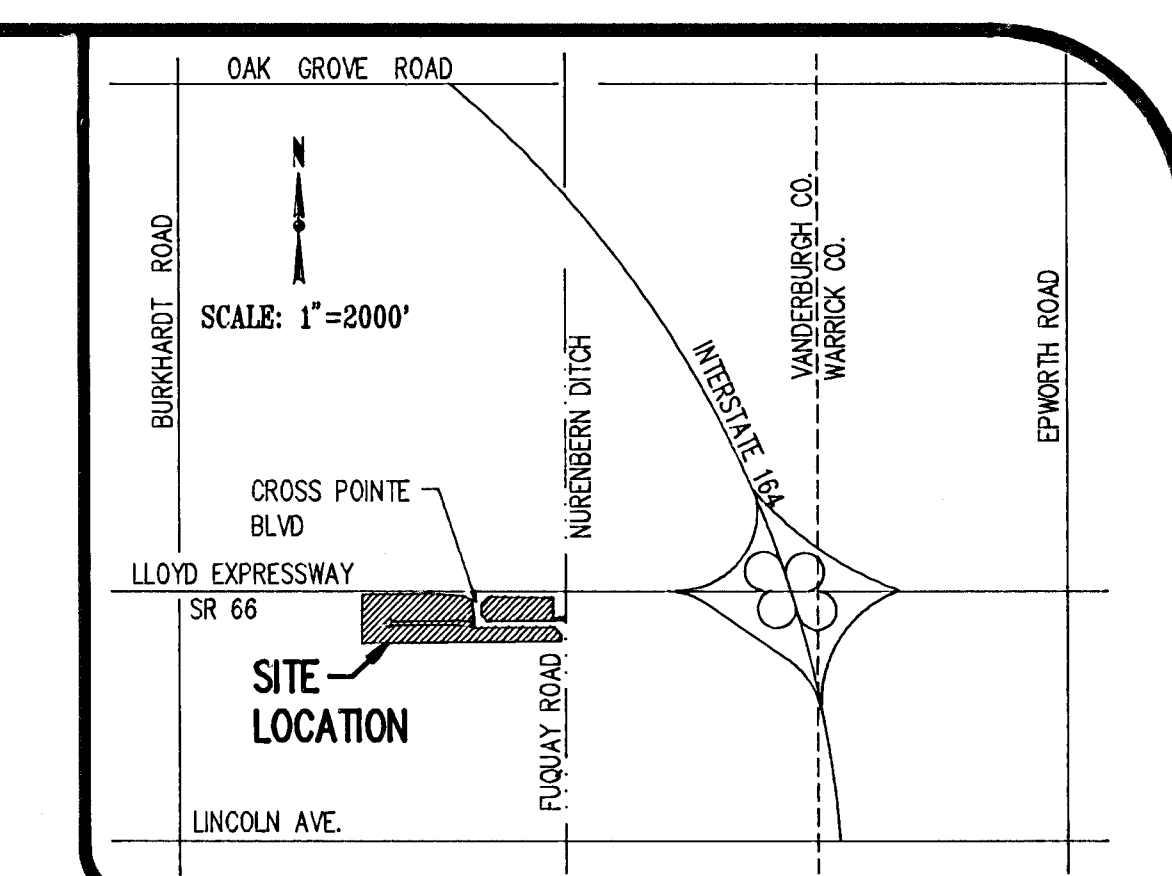 OAK GROVE ROAD
N
SCALE: 1"=2000'
BURKHARDT ROAD
VANDERBURGH CO.
WARRICK CO.
EPWORTH ROAD
INTERSTATE 164
NURENBERN DITCH
CROSS POINTE
BLVD
LLOYD EXPRESSWAY
SR 66
SITE
LOCATION
FUQUAY ROAD
LINCOLN AVE.